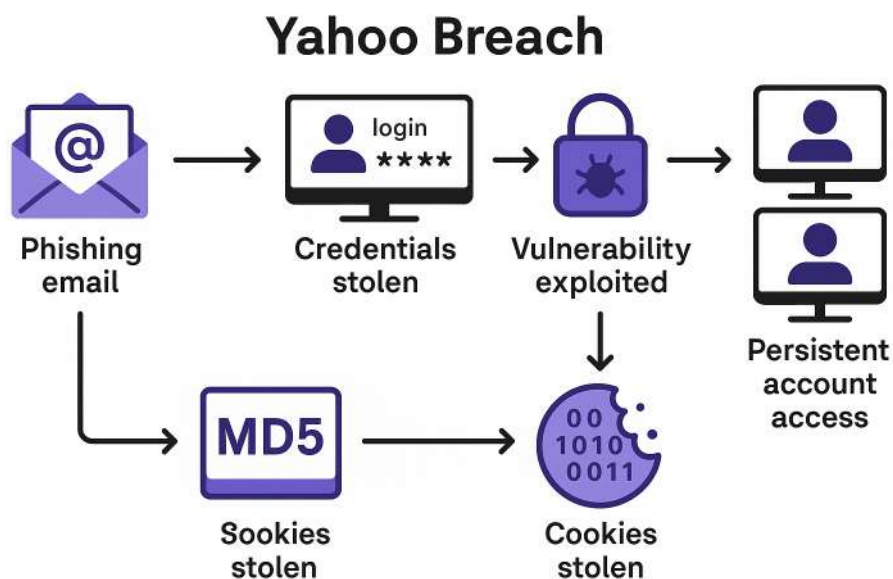 Yahoo Breach
@
login
****
Phishing
email
Credentials
stolen
Vulnerability
exploited
Persistent
account
access
MD5
00
1010
0011
Sookies
stolen
Cookies
stolen